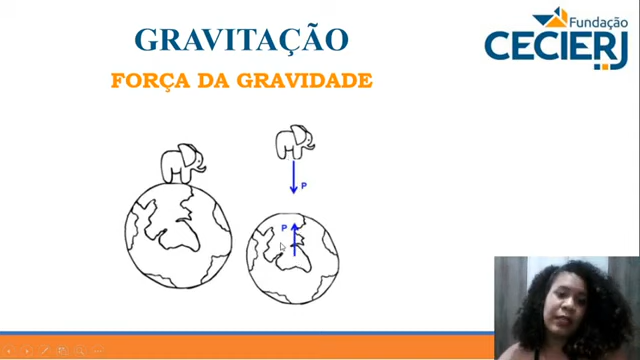 GRAVITAÇÃO
Fundação
CECIERJ
FORÇA DA GRAVIDADE
P
P